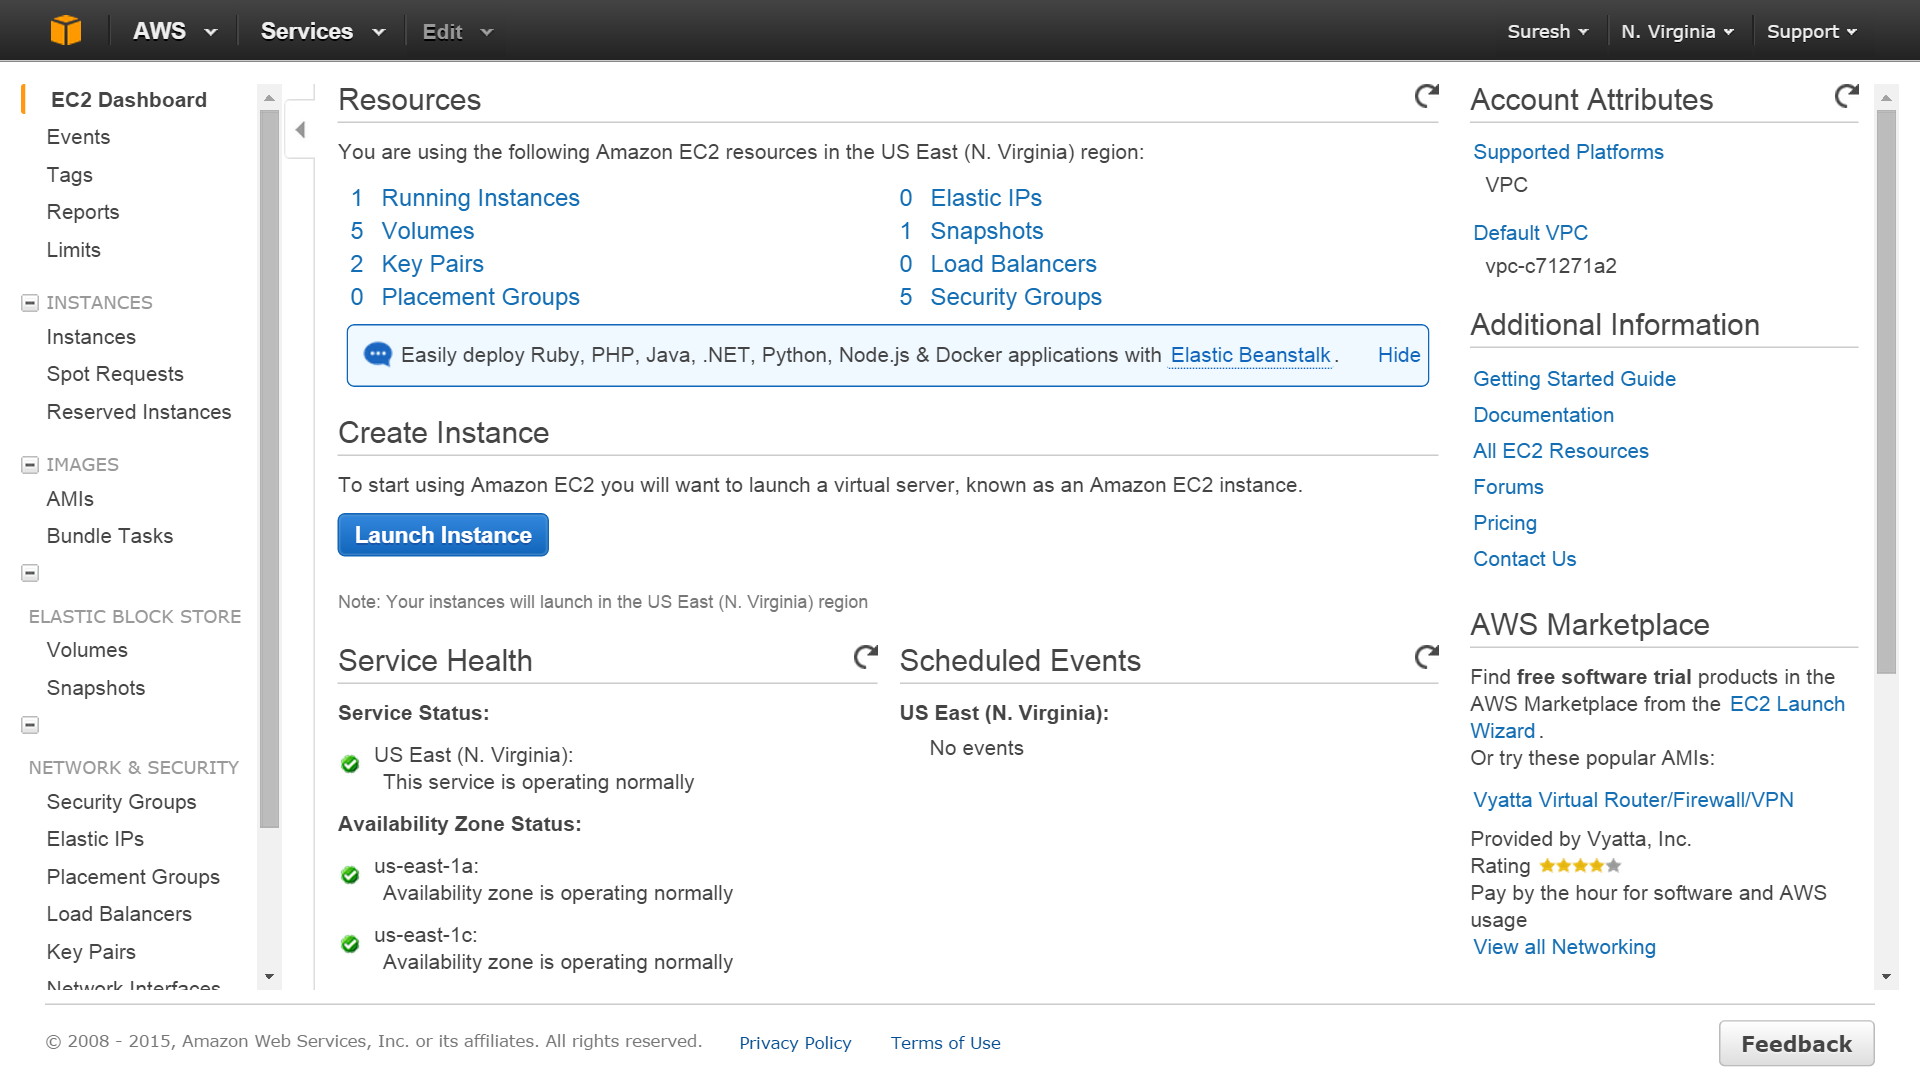 AWS Services Edit Suresh N. Virginia Support
EC2 Dashboard
Events
Tags
Reports
Limits
INSTANCES
Instances
Spot Requests
Reserved Instances
IMAGES
AMIs
Bundle Tasks
ELASTIC BLOCK STORE
Volumes
Snapshots
NETWORK & SECURITY
Security Groups
Elastic IPs
Placement Groups
Load Balancers
Key Pairs
Network Interfaces
Resources
You are using the following Amazon EC2 resources in the US East (N. Virginia) region:
1 Running Instances 0 Elastic IPs
5 Volumes 1 Snapshots
2 Key Pairs 0 Load Balancers
0 Placement Groups 5 Security Groups
Easily deploy Ruby, PHP, Java, .NET, Python, Node.js & Docker applications with Elastic Beanstalk. Hide
Create Instance
To start using Amazon EC2 you will want to launch a virtual server, known as an Amazon EC2 instance.
Launch Instance
Note: Your instances will launch in the US East (N. Virginia) region
Service Health
Service Status:
US East (N. Virginia):
This service is operating normally
Availability Zone Status:
us-east-1a:
Availability zone is operating normally
us-east-1c:
Availability zone is operating normally
Scheduled Events
US East (N. Virginia):
No events
Account Attributes
Supported Platforms
VPC
Default VPC
vpc-c71271a2
Additional Information
Getting Started Guide
Documentation
All EC2 Resources
Forums
Pricing
Contact Us
AWS Marketplace
Find free software trial products in the
AWS Marketplace from the EC2 Launch
Wizard.
Or try these popular AMIs:
Vyatta Virtual Router/Firewall/VPN
Provided by Vyatta, Inc.
Rating
Pay by the hour for software and AWS
usage
View all Networking
© 2008 - 2015, Amazon Web Services, Inc. or its affiliates. All rights reserved. Privacy Policy Terms of Use
Feedback